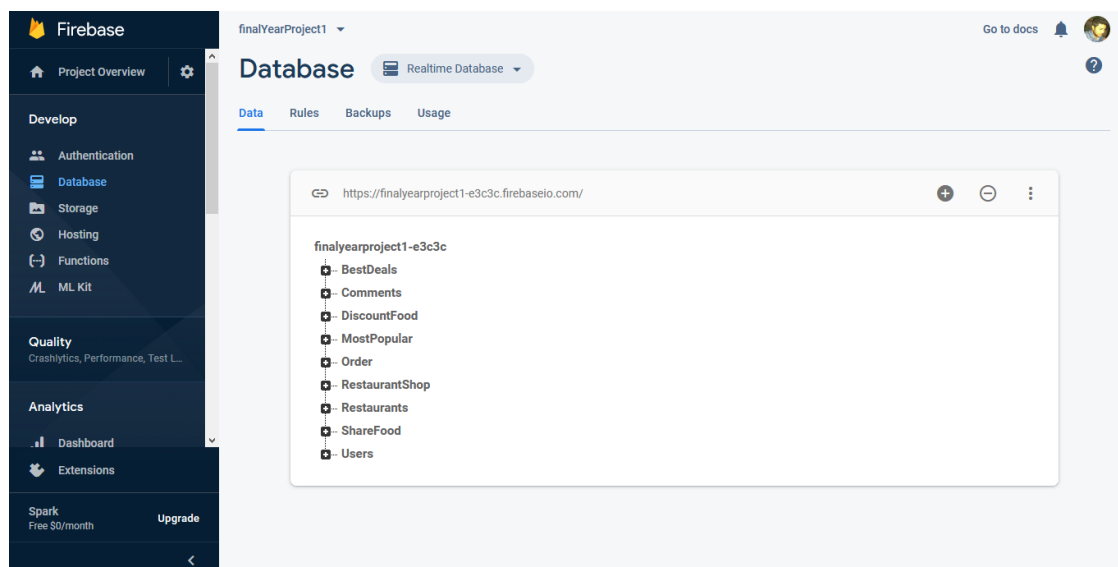 Firebase
Project Overview
Develop
Authentication
Database
Storage
Hosting
Functions
ML Kit
Quality
Crashlytics, Performance, Test L...
Analytics
Dashboard
Extensions
Spark
Free $0/month
Upgrade
finalYearProject1
Go to docs
Database
Realtime Database
Data Rules Backups Usage
https://finalyearproject1-e3c3c.firebaseio.com/
finalyearproject1-e3c3c
BestDeals
Comments
DiscountFood
MostPopular
Order
RestaurantShop
Restaurants
ShareFood
Users